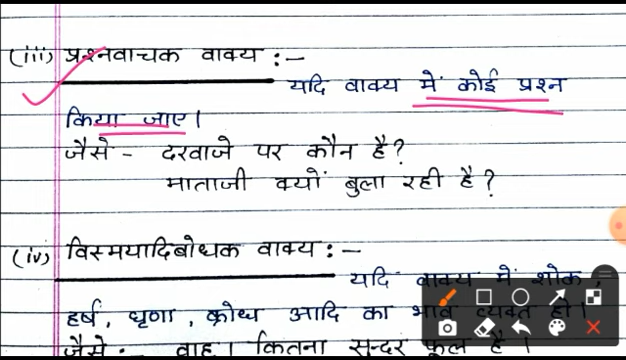 (iii) प्रश्नवाचक वाक्य :-
यदि वाक्य में कोई प्रश्न
किया जाए।
जैसे - दरवाजे पर कौन है?
माताजी क्यों बुला रही है?
(iv) विस्मयादिबोधक वाक्य :-
यदि वाक्य में शोक,
हर्ष, घृणा, क्रोध आदि का भाव व्यक्त हो।
जैसे :- वाह। कितना सुन्दर फूल है।